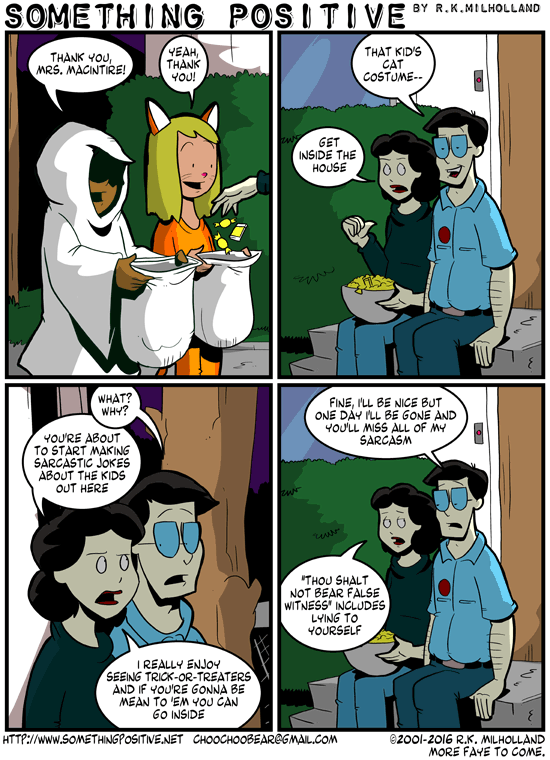 SOMETHING POSITIVE BY R.K.MILHOLLAND
THANK YOU,
MRS. MACINTIRE!
YEAH,
THANK
YOU!
THAT KID'S
CAT
COSTUME--
GET
INSIDE THE
HOUSE
WHAT?
WHY?
YOU'RE ABOUT
TO START MAKING
SARCASTIC JOKES
ABOUT THE KIDS
OUT HERE
I REALLY ENJOY
SEEING TRICK-OR-TREATERS
AND IF YOU'RE GONNA BE
MEAN TO 'EM YOU CAN
GO INSIDE
FINE, I'LL BE NICE BUT
ONE DAY I'LL BE GONE AND
YOU'LL MISS ALL OF MY
SARCASM
"THOU SHALT
NOT BEAR FALSE
WITNESS" INCLUDES
LYING TO
YOURSELF
HTTP://WWW.SOMETHINGPOSITIVE.NET CHOOCHOOBEAR@GMAIL.COM ©2001-2016 R.K. MILHOLLAND
MORE FAYE TO COME.